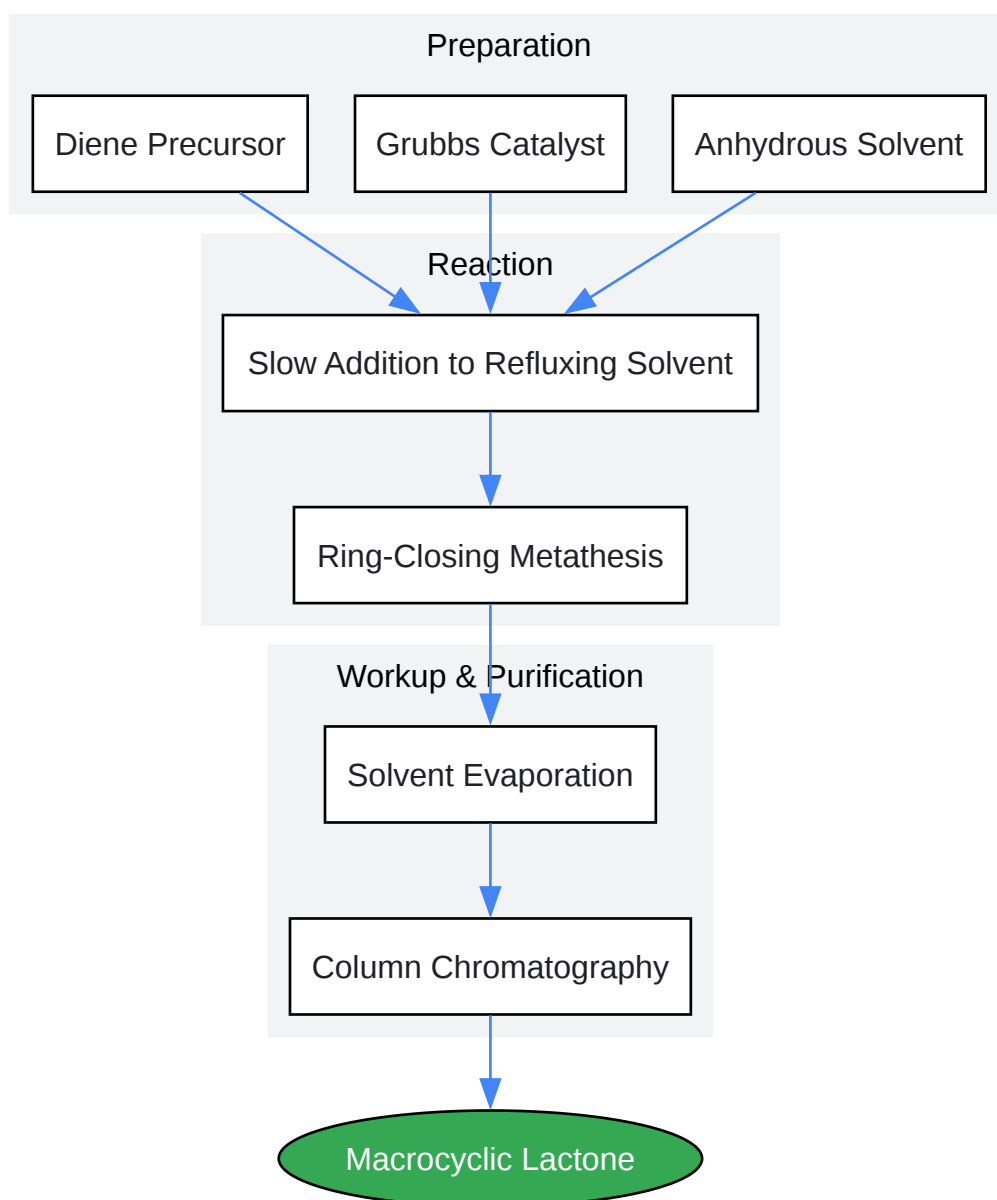 Preparation
Diene Precursor
Grubbs Catalyst
Anhydrous Solvent
Reaction
Slow Addition to Refluxing Solvent
Ring-Closing Metathesis
Workup & Purification
Solvent Evaporation
Column Chromatography
Macrocyclic Lactone